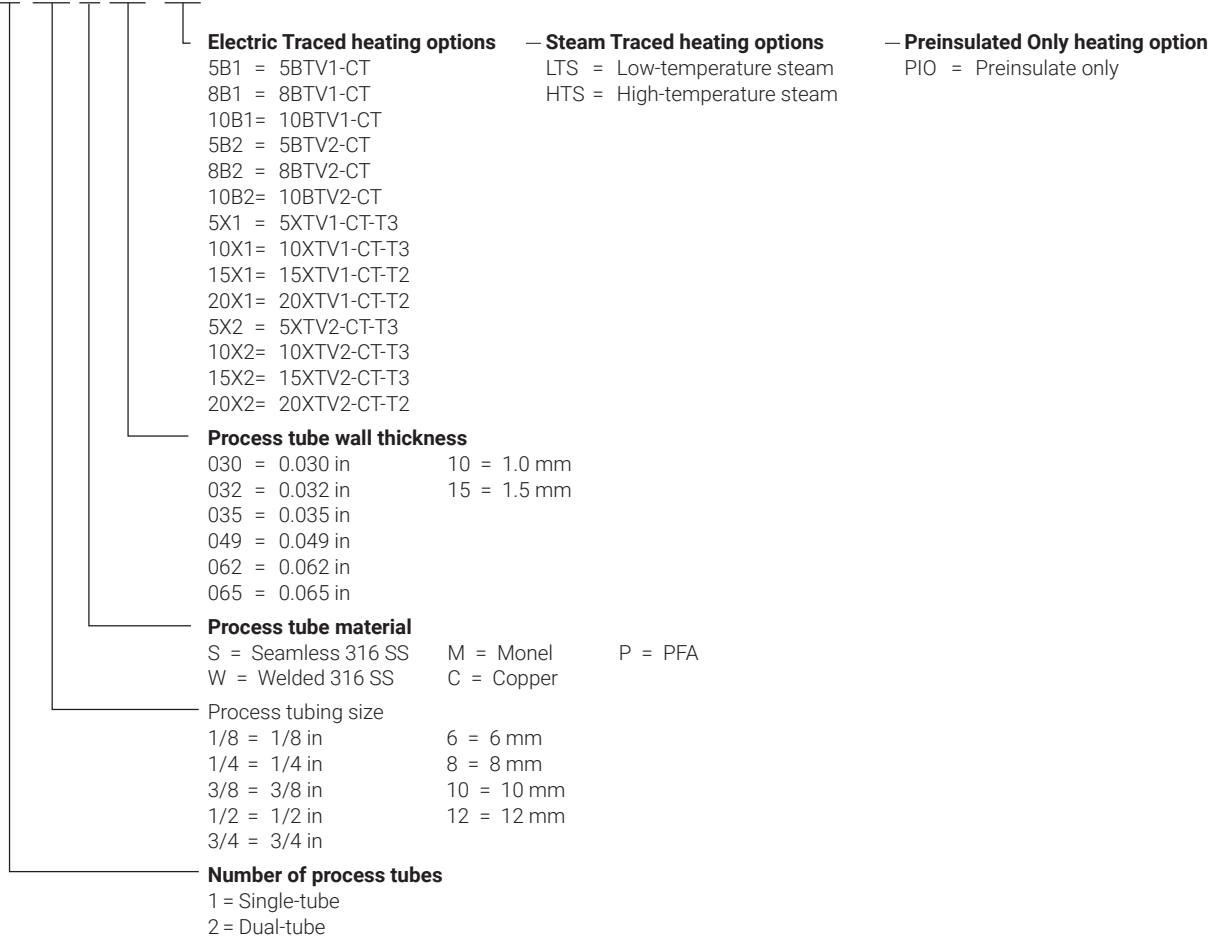 Electric Traced heating options
5B1 = 5BTV1-CT
8B1 = 8BTV1-CT
10B1= 10BTV1-CT
5B2 = 5BTV2-CT
8B2 = 8BTV2-CT
10B2= 10BTV2-CT
5X1 = 5XTV1-CT-T3
10X1= 10XTV1-CT-T3
15X1= 15XTV1-CT-T2
20X1= 20XTV1-CT-T2
5X2 = 5XTV2-CT-T3
10X2= 10XTV2-CT-T3
15X2= 15XTV2-CT-T3
20X2= 20XTV2-CT-T2
Steam Traced heating options
LTS = Low-temperature steam
HTS = High-temperature steam
Preinsulated Only heating option
PIO = Preinsulate only
Process tube wall thickness
030 = 0.030 in 10 = 1.0 mm
032 = 0.032 in 15 = 1.5 mm
035 = 0.035 in
049 = 0.049 in
062 = 0.062 in
065 = 0.065 in
Process tube material
S = Seamless 316 SS M = Monel P = PFA
W = Welded 316 SS C = Copper
Process tubing size
1/8 = 1/8 in 6 = 6 mm
1/4 = 1/4 in 8 = 8 mm
3/8 = 3/8 in 10 = 10 mm
1/2 = 1/2 in 12 = 12 mm
3/4 = 3/4 in
Number of process tubes
1 = Single-tube
2 = Dual-tube